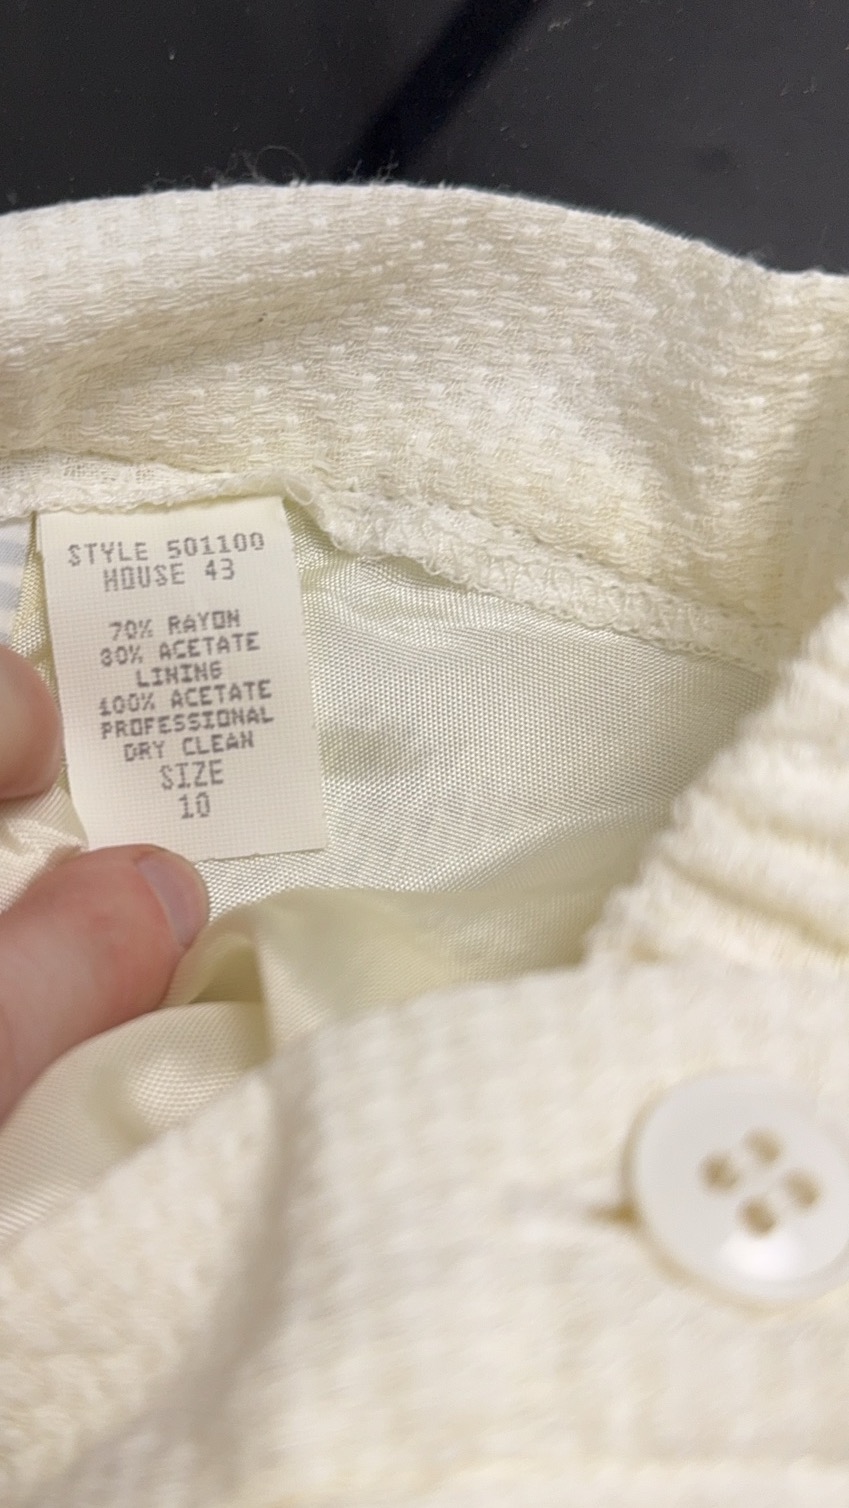 STYLE 501100
HOUSE 43
70% RAYON
30% ACETATE
LINING
100% ACETATE
PROFESSIONAL
DRY CLEAN
SIZE
10